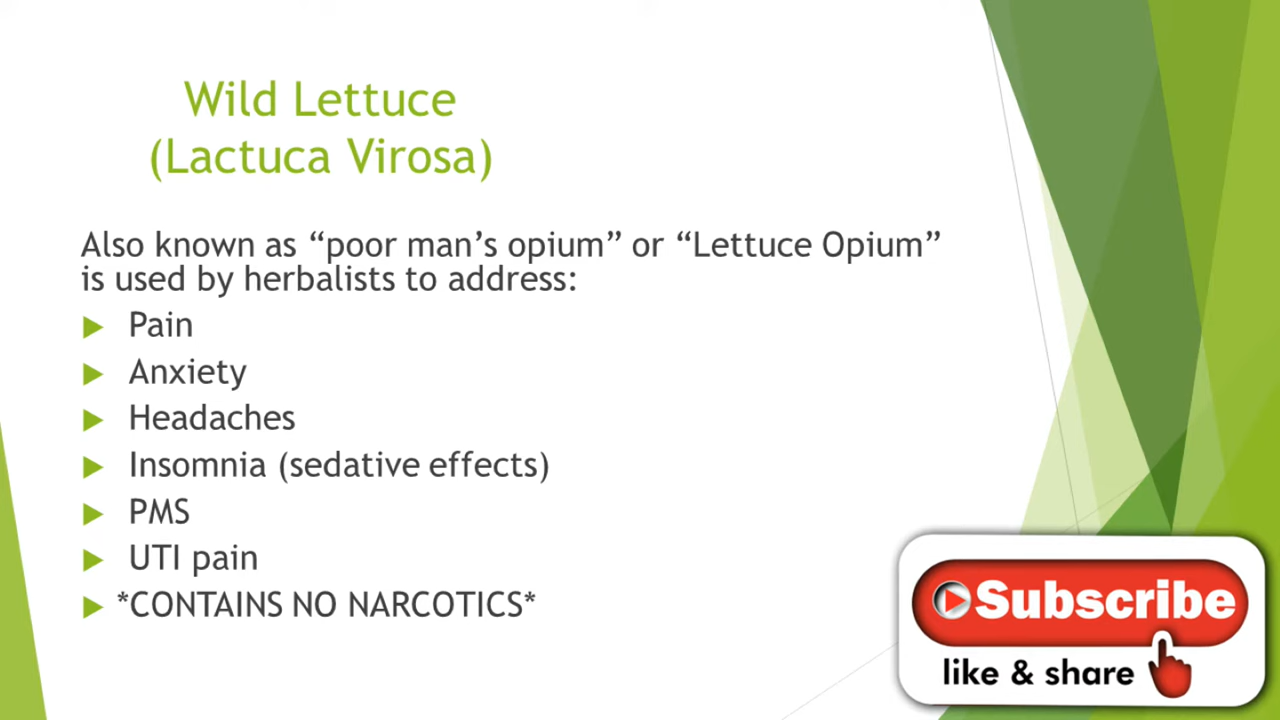 Wild Lettuce
(Lactuca Virosa)
Also known as “poor man’s opium” or “Lettuce Opium”
is used by herbalists to address:
Pain
Anxiety
Headaches
Insomnia (sedative effects)
PMS
UTI pain
*CONTAINS NO NARCOTICS*
Subscribe
like & share